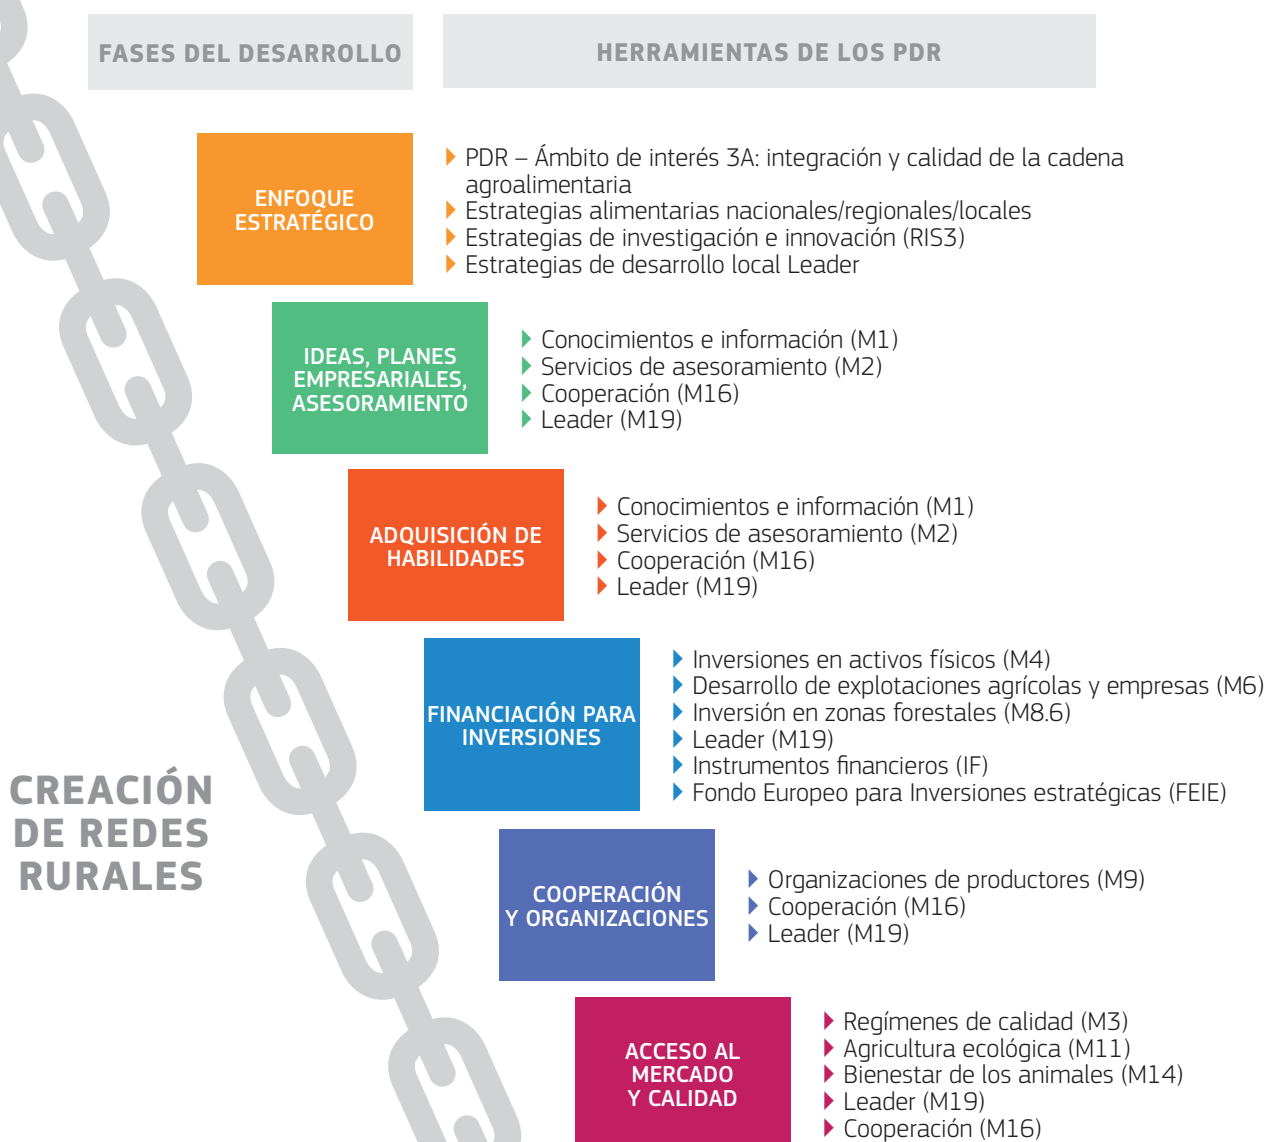 FASES DEL DESARROLLO
HERRAMIENTAS DE LOS PDR
ENFOQUE
ESTRATÉGICO
PDR – Ámbito de interés 3A: integración y calidad de la cadena
agroalimentaria
Estrategias alimentarias nacionales/regionales/locales
Estrategias de investigación e innovación (RIS3)
Estrategias de desarrollo local Leader
IDEAS, PLANES
EMPRESARIALES,
ASESORAMIENTO
Conocimientos e información (M1)
Servicios de asesoramiento (M2)
Cooperación (M16)
Leader (M19)
ADQUISICIÓN DE
HABILIDADES
Conocimientos e información (M1)
Servicios de asesoramiento (M2)
Cooperación (M16)
Leader (M19)
FINANCIACIÓN PARA
INVERSIONES
Inversiones en activos físicos (M4)
Desarrollo de explotaciones agrícolas y empresas (M6)
Inversión en zonas forestales (M8.6)
Leader (M19)
Instrumentos financieros (IF)
Fondo Europeo para Inversiones estratégicas (FEIE)
CREACIÓN
DE REDES
RURALES
COOPERACIÓN
Y ORGANIZACIONES
Organizaciones de productores (M9)
Cooperación (M16)
Leader (M19)
ACCESO AL
MERCADO
Y CALIDAD
Regímenes de calidad (M3)
Agricultura ecológica (M11)
Bienestar de los animales (M14)
Leader (M19)
Cooperación (M16)